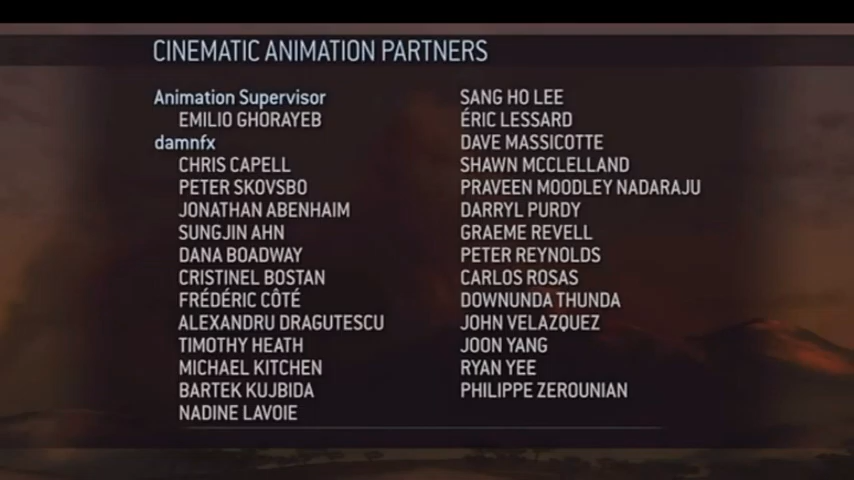 CINEMATIC ANIMATION PARTNERS
Animation Supervisor
EMILIO GHORAYEB
damnfx
CHRIS CAPELL
PETER SKOVSBO
JONATHAN ABENHAIM
SUNGJIN AHN
DANA BOADWAY
CRISTINEL BOSTAN
FRÉDÉRIC CÔTÉ
ALEXANDRU DRAGUTESCU
TIMOTHY HEATH
MICHAEL KITCHEN
BARTEK KUJBIDA
NADINE LAVOIE
SANG HO LEE
ÉRIC LESSARD
DAVE MASSICOTTE
SHAWN MCCLELLAND
PRAVEEN MOODLEY NADARAJU
DARRYL PURDY
GRAEME REVELL
PETER REYNOLDS
CARLOS ROSAS
DOWNUNDA THUNDA
JOHN VELAZQUEZ
JOON YANG
RYAN YEE
PHILIPPE ZEROUNIAN